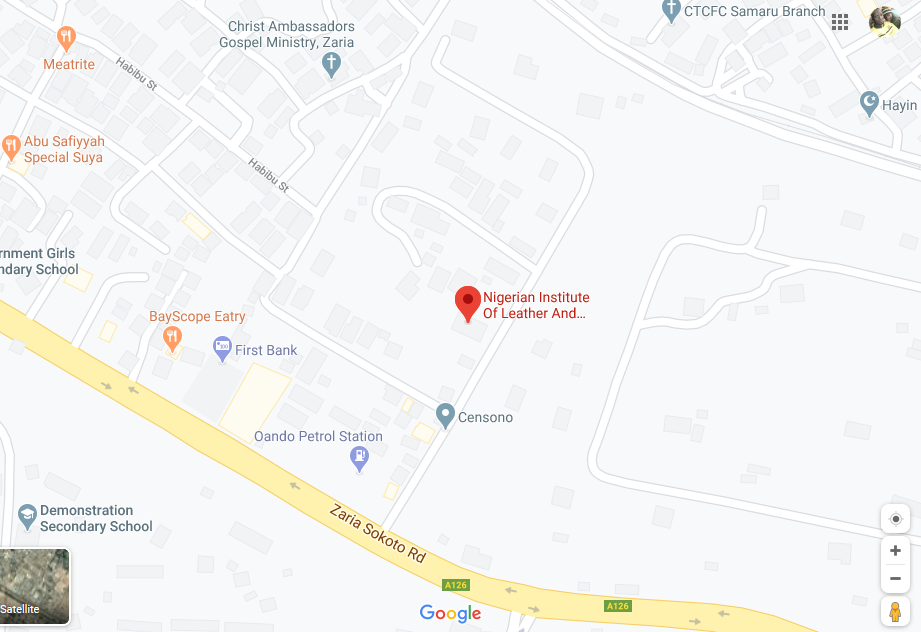 Christ Ambassadors
Gospel Ministry, Zaria
CTCFC Samaru Branch
Meatrite
Habibu St
Hayin
Abu Safiyyah
Special Suya
Habibu St
rnment Girls
ndary School
Nigerian Institute
Of Leather And...
BayScope Eatry
First Bank
Censono
Oando Petrol Station
Demonstration
Secondary School
Zaria Sokoto Rd
A126
A126
Satellite
Google